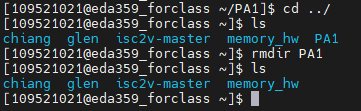 [109521021@eda359_forclass ~/PA1]$ cd ../
[109521021@eda359_forclass ~]$ ls
chiang  glen  isc2v-master  memory_hw  PA1
[109521021@eda359_forclass ~]$ rmdir PA1
[109521021@eda359_forclass ~]$ ls
chiang  glen  isc2v-master  memory_hw
[109521021@eda359_forclass ~]$